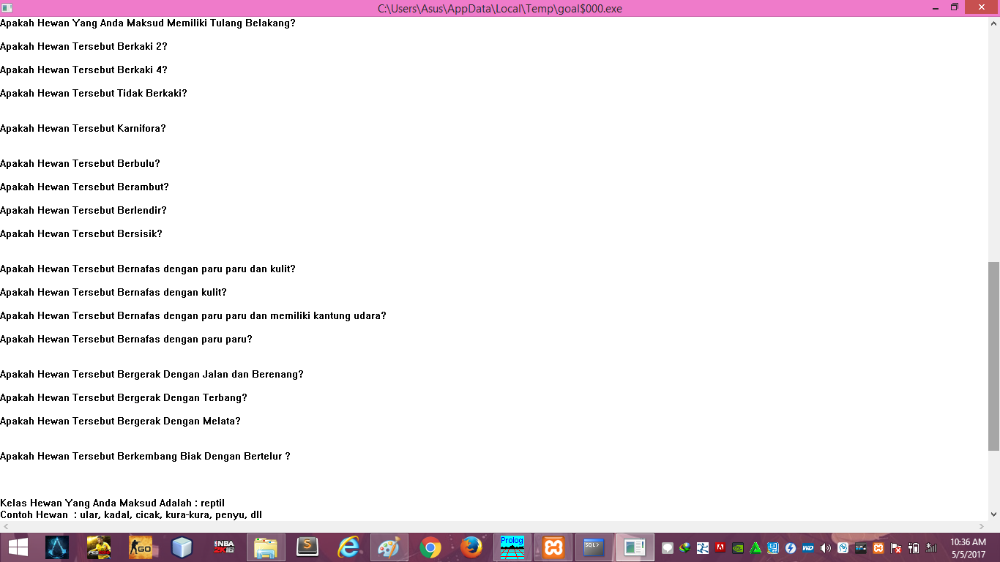 C:\Users\Asus\AppData\Local\Temp\goal$000.exe
Apakah Hewan Yang Anda Maksud Memiliki Tulang Belakang?
Apakah Hewan Tersebut Berkaki 2?
Apakah Hewan Tersebut Berkaki 4?
Apakah Hewan Tersebut Tidak Berkaki?
Apakah Hewan Tersebut Karnifora?
Apakah Hewan Tersebut Berbulu?
Apakah Hewan Tersebut Berambut?
Apakah Hewan Tersebut Berlendir?
Apakah Hewan Tersebut Bersisik?
Apakah Hewan Tersebut Bernafas dengan paru paru dan kulit?
Apakah Hewan Tersebut Bernafas dengan kulit?
Apakah Hewan Tersebut Bernafas dengan paru paru dan memiliki kantung udara?
Apakah Hewan Tersebut Bernafas dengan paru paru?
Apakah Hewan Tersebut Bergerak Dengan Jalan dan Berenang?
Apakah Hewan Tersebut Bergerak Dengan Terbang?
Apakah Hewan Tersebut Bergerak Dengan Melata?
Apakah Hewan Tersebut Berkembang Biak Dengan Bertelur ?
Kelas Hewan Yang Anda Maksud Adalah : reptil
Contoh Hewan  : ular, kadal, cicak, kura-kura, penyu, dll
GO
NBA
2K16
S
Prolog
SQL>
WD
10:36 AM
5/5/2017